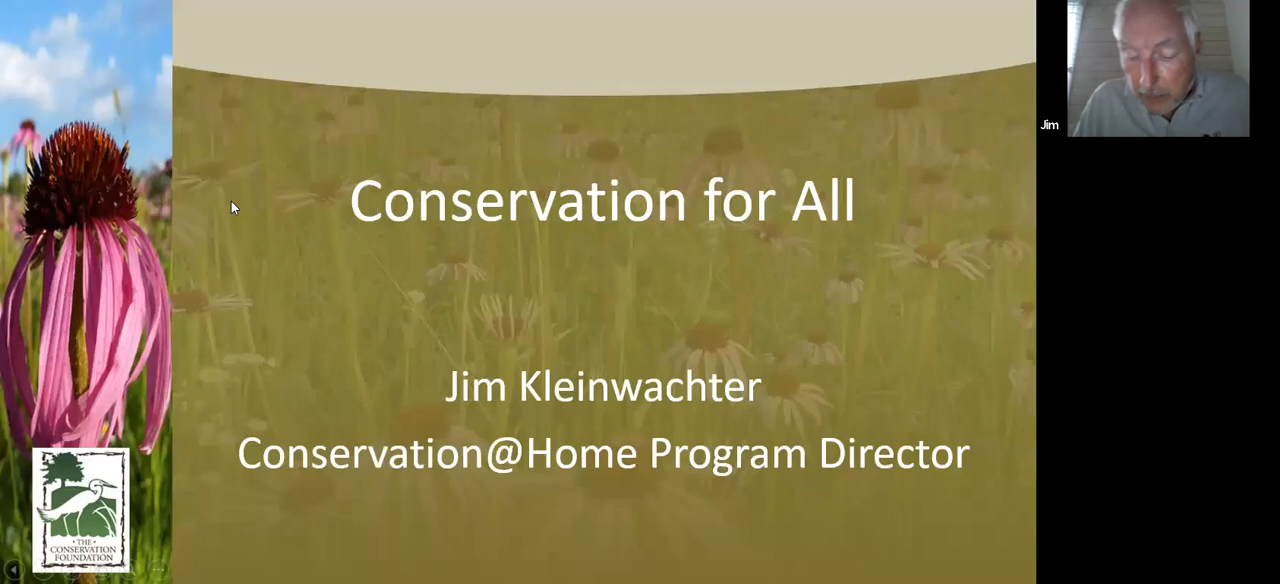 Conservation for All
Jim Kleinwachter
Conservation@Home Program Director
· THE ·
CONSERVATION
FOUNDATION
Jim